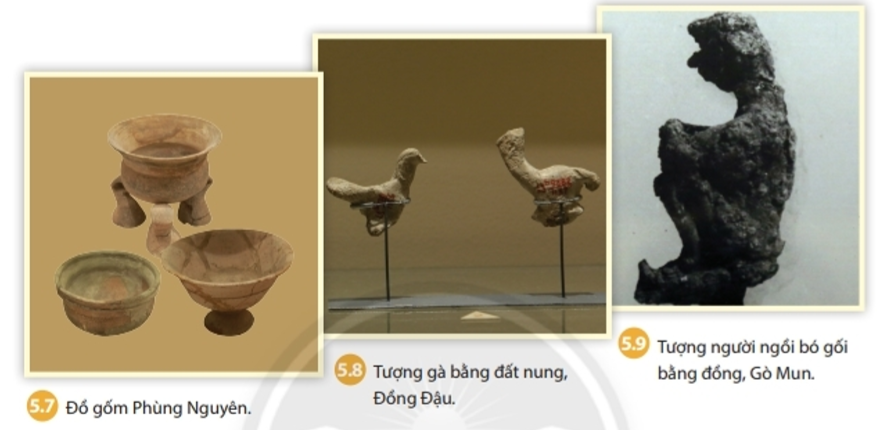 5.7 Đồ gốm Phùng Nguyên.
5.8 Tượng gà bằng đất nung,
Đồng Đậu.
5.9 Tượng người ngồi bó gối
bằng đồng, Gò Mun.